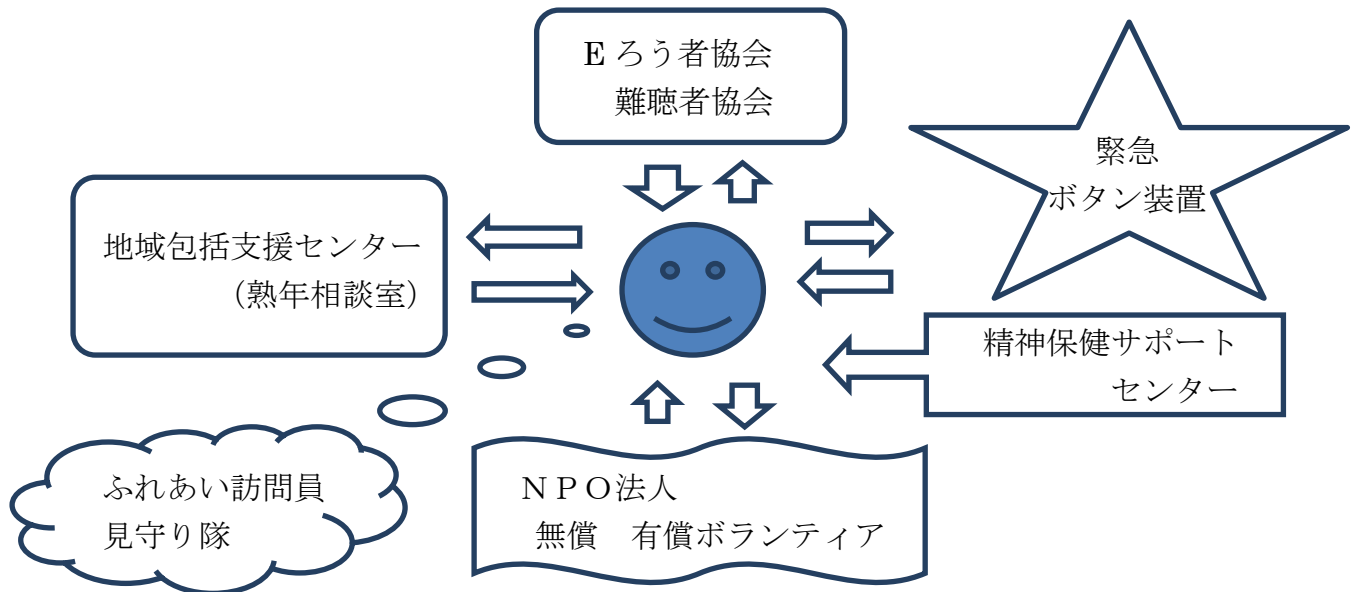 E ろう者協会
難聴者協会
緊急
ボタン装置
地域包括支援センター
（熟年相談室）
精神保健サポート
センター
ふれあい訪問員
見守り隊
ＮＰＯ法人
無償　有償ボランティア